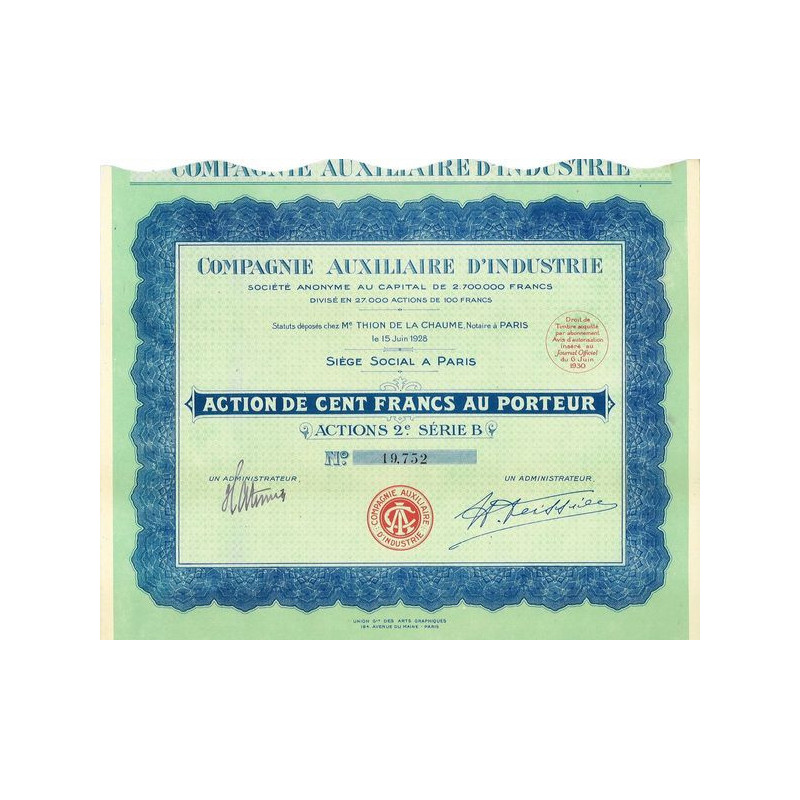 COMPAGNIE AUXILIAIRE D'INDUSTRIE
COMPAGNIE AUXILIAIRE D'INDUSTRIE
SOCIÉTÉ ANONYME AU CAPITAL DE 2.700.000 FRANCS
DIVISÉ EN 27.000 ACTIONS DE 100 FRANCS
Statuts déposés chez Me THION DE LA CHAUME, Notaire à PARIS
le 15 Juin 1928
SIÈGE SOCIAL A PARIS
Droit de
Timbre acquitté
par abonnement
Avis d'autorisation
inséré au
Journal Officiel
du 6 Juin
1930
ACTION DE CENT FRANCS AU PORTEUR
ACTIONS 2e SÉRIE B
No 19.752
UN ADMINISTRATEUR,
UN ADMINISTRATEUR,
COMPAGNIE AUXILIAIRE
D'INDUSTRIE
UNION Gle DES ARTS GRAPHIQUES
184, AVENUE DU MAINE - PARIS